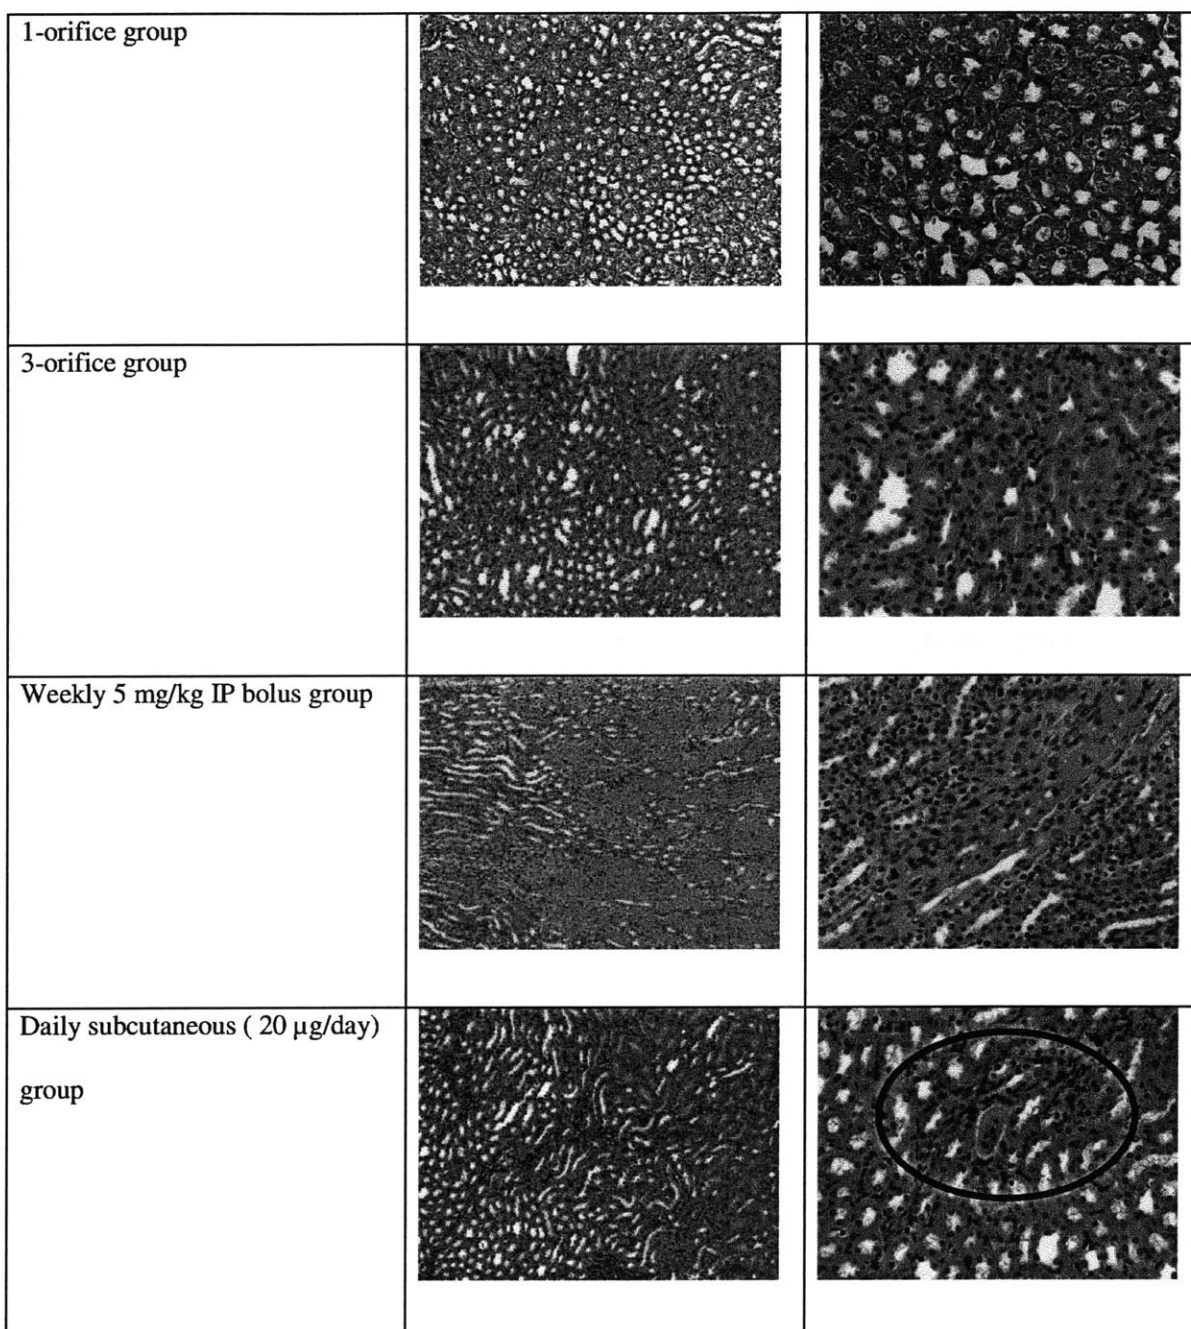 1-orifice group
3-orifice group
Weekly 5 mg/kg IP bolus group
Daily subcutaneous ( 20 µg/day)
group